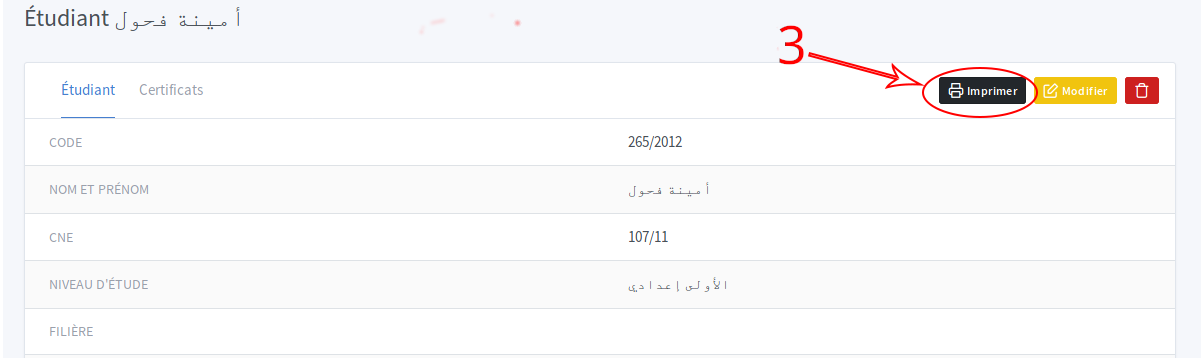 Étudiant أمينة فحول
3
Étudiant Certificats Imprimer Modifier
CODE 265/2012
NOM ET PRÉNOM أمينة فحول
CNE 107/11
NIVEAU D'ÉTUDE الأولى إعدادي
FILIÈRE